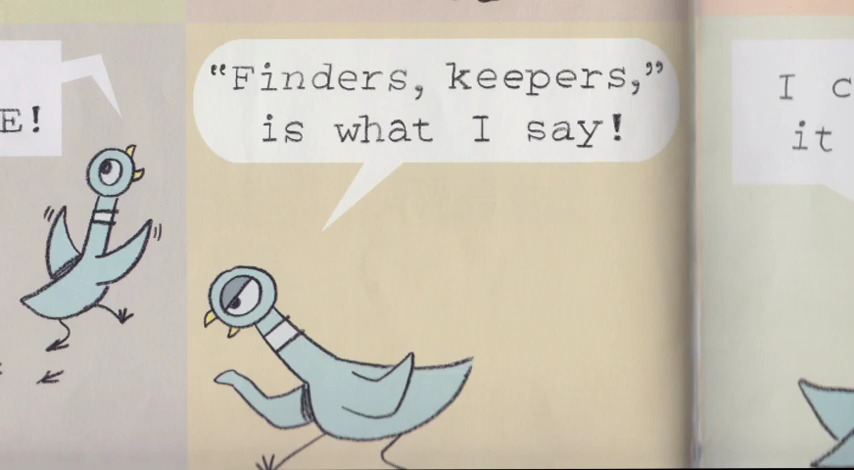 E!
“Finders, keepers,”
is what I say!
I c
it